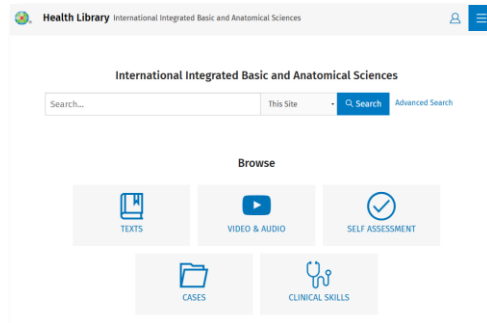 Health Library International Integrated Basic and Anatomical Sciences
International Integrated Basic and Anatomical Sciences
Search... This Site Search Advanced Search
Browse
TEXTS VIDEO & AUDIO SELF ASSESSMENT
CASES CLINICAL SKILLS